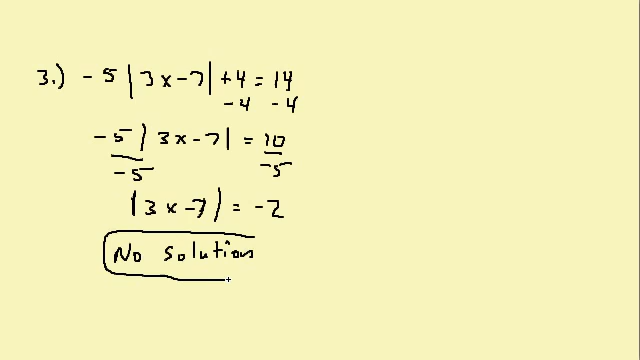 3.) -5|3x-7|+4=14
-4 -4
-5|3x-7|=10
-5 -5
|3x-7|=-2
No solution